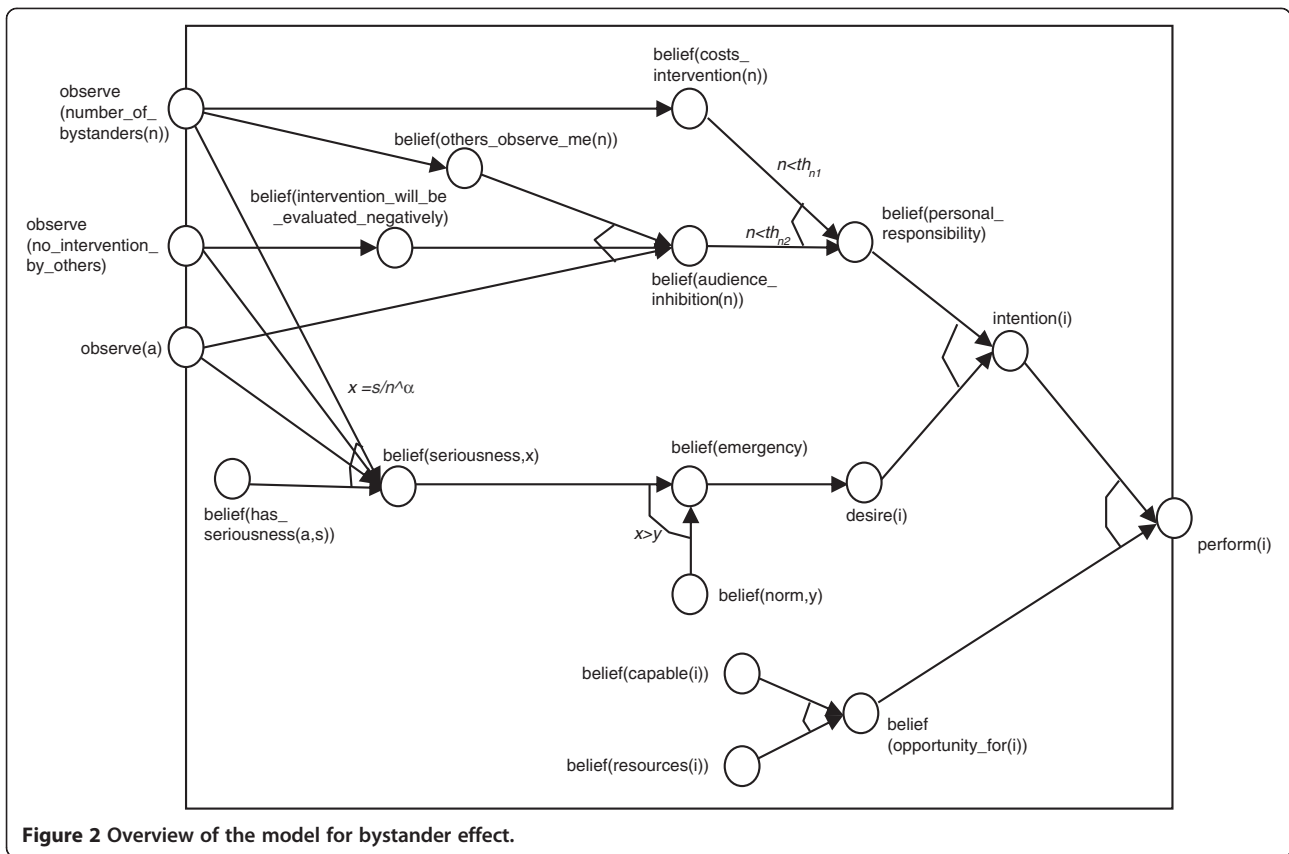 belief(costs_
intervention(n))
observe
(number_of_
bystanders(n))
belief(others_observe_me(n))
n<th_n1
belief(intervention_will_be
_evaluated_negatively)
belief(personal_
responsibility)
observe
(no_intervention_
by_others)
n<th_n2
belief(audience_
inhibition(n))
intention(i)
observe(a)
x =s/n^α
belief(seriousness,x)
belief(emergency)
belief(has_
seriousness(a,s))
desire(i)
x>y
perform(i)
belief(norm,y)
belief(capable(i))
belief
(opportunity_for(i))
belief(resources(i))
Figure 2 Overview of the model for bystander effect.